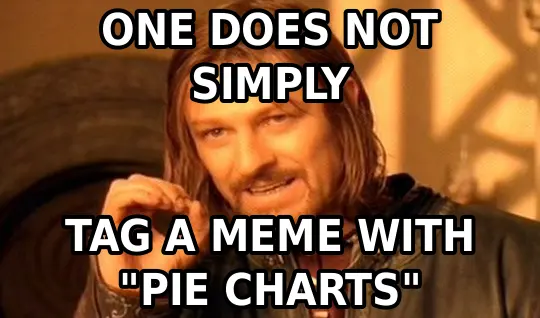 ONE DOES NOT
SIMPLY
TAG A MEME WITH
"PIE CHARTS"